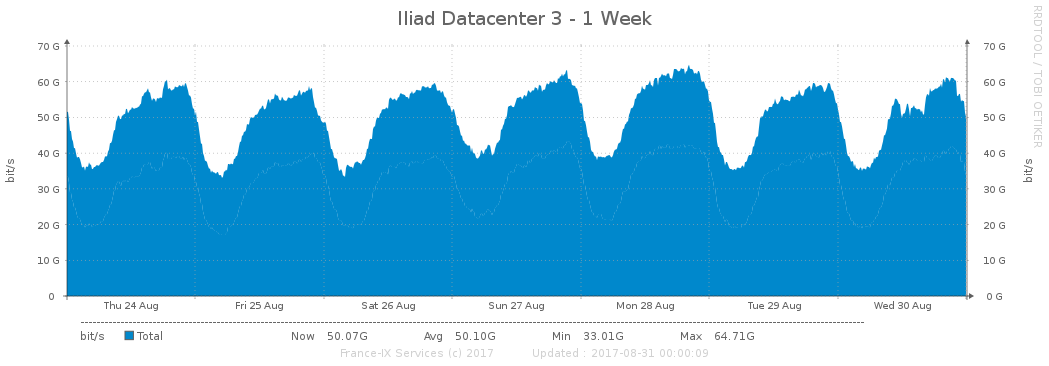 Iliad Datacenter 3 - 1 Week
RRDTOOL / TOBI OETIKER
70 G 70 G
60 G 60 G
50 G 50 G
40 G 40 G
30 G 30 G
20 G 20 G
10 G 10 G
0 0 G
bit/s bit/s
Thu 24 Aug Fri 25 Aug Sat 26 Aug Sun 27 Aug Mon 28 Aug Tue 29 Aug Wed 30 Aug
bit/s Total Now 50.07G Avg 50.10G Min 33.01G Max 64.71G
France-IX Services (c) 2017 Updated : 2017-08-31 00:00:09